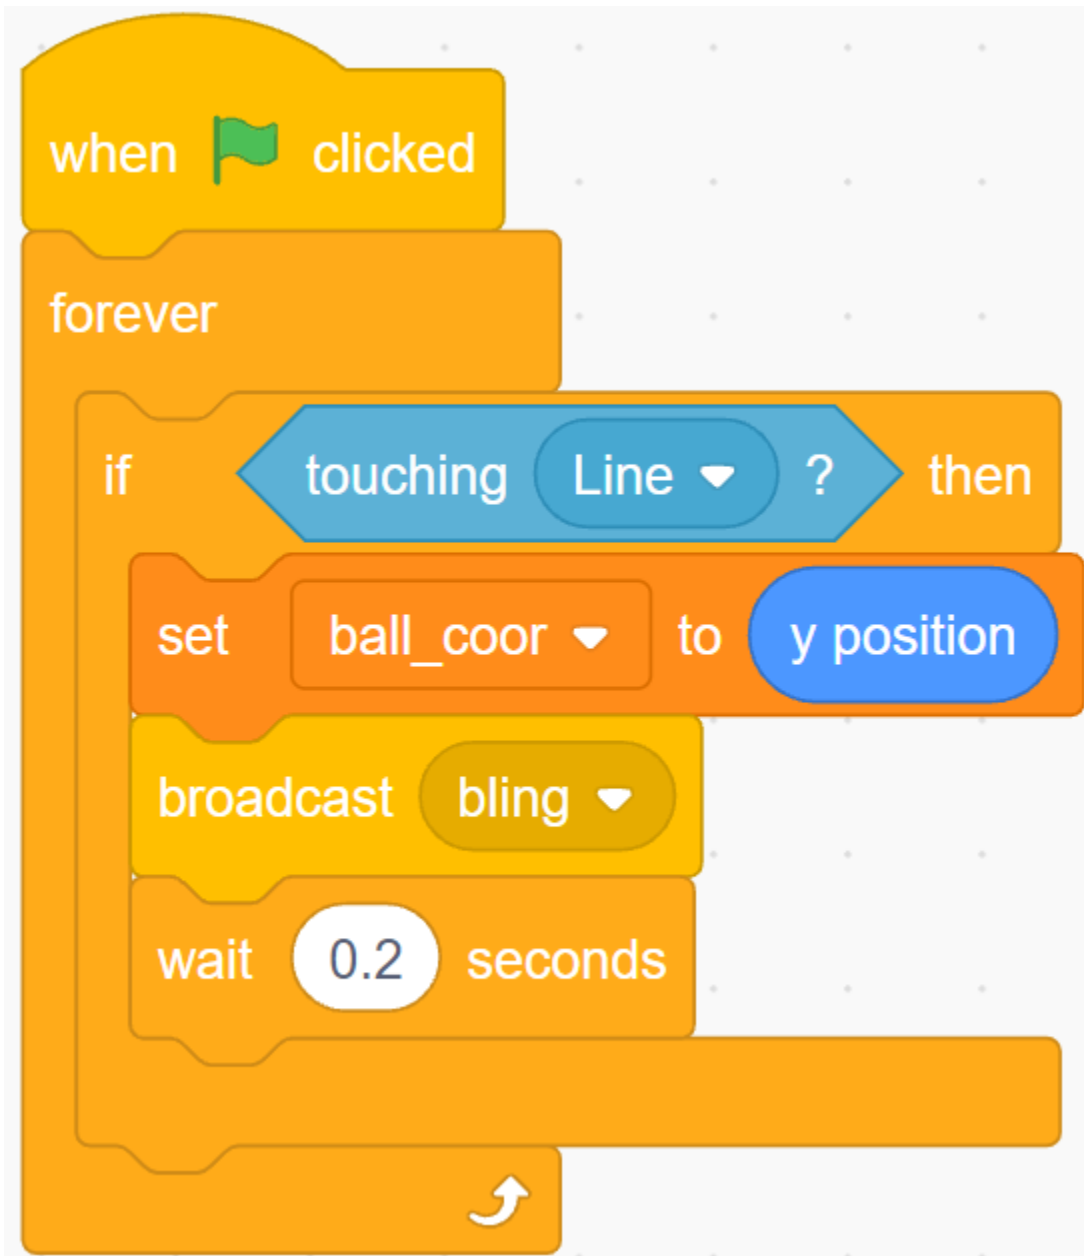 when clicked
forever
if touching Line ? then
set ball_coor to y position
broadcast bling
wait 0.2 seconds